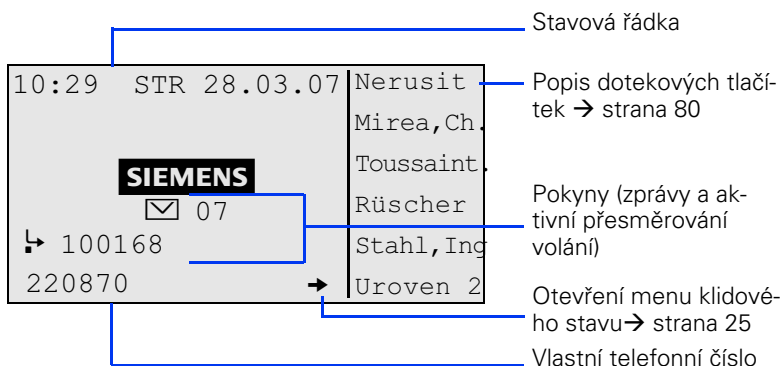 Stavová řádka
10:29 STR 28.03.07
Nerusit
Mirea,Ch.
Toussaint.
Rüscher
Stahl,Ing
Uroven 2
SIEMENS
07
100168
220870 →
Popis dotekových tlačí-
tek → strana 80
Pokyny (zprávy a ak-
tivní přesměrování
volání)
Otevření menu klidové-
ho stavu→ strana 25
Vlastní telefonní číslo